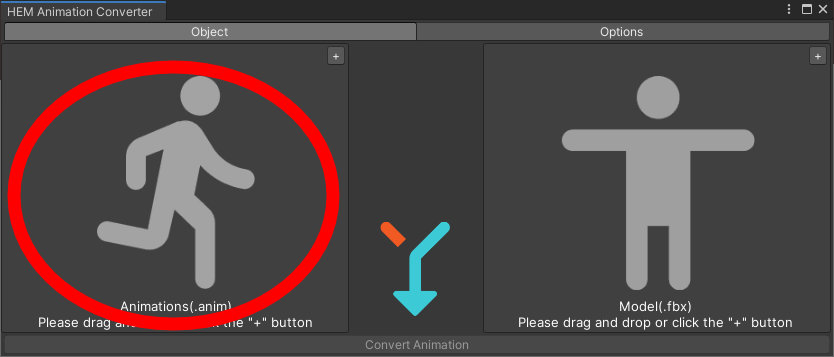 HEM Animation Converter
Object
Options
+
+
Animations(.anim)
Please drag an the "+" button
Model(.fbx)
Please drag and drop or click the "+" button
Convert Animation